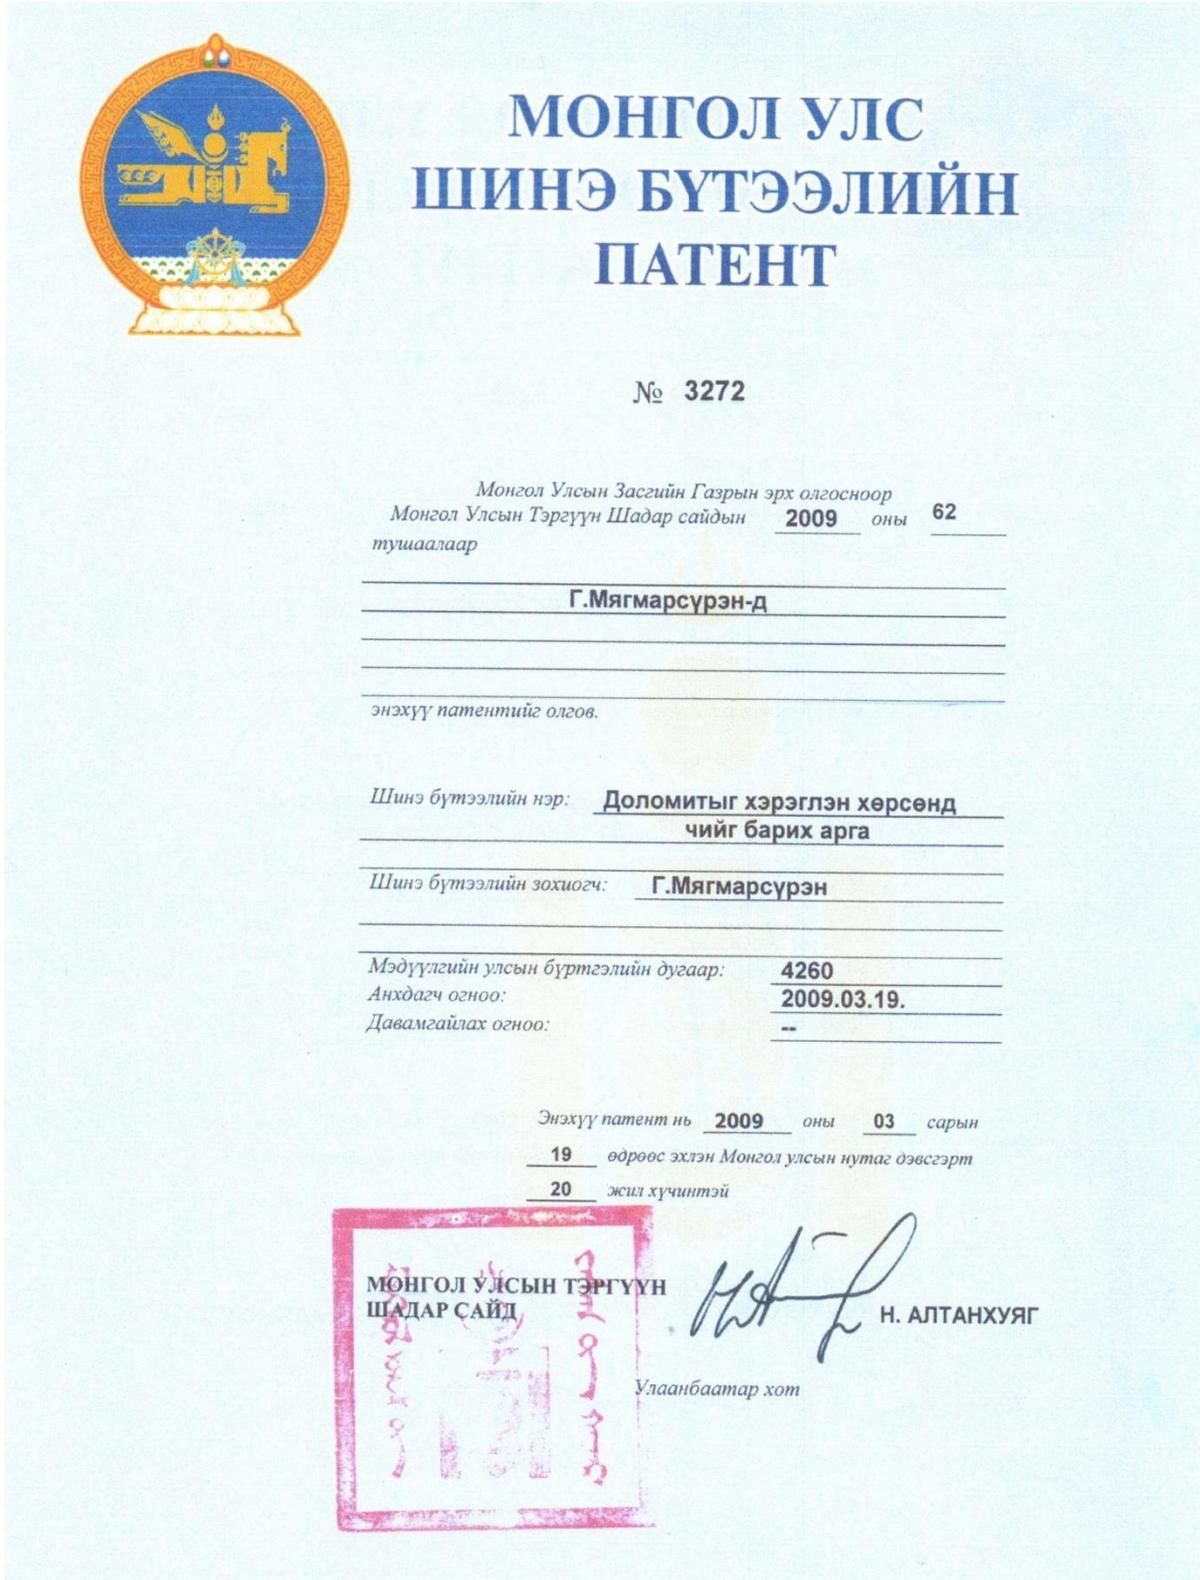 МОНГОЛ УЛС
ШИНЭ БҮТЭЭЛИЙН
ПАТЕНТ
№ 3272
Монгол Улсын Засгийн Газрын эрх олгосноор
Монгол Улсын Тэргүүн Шадар сайдын 2009 оны 62
тушаалаар
Г.Мягмарсүрэн-д
энэхүү патентийг олгов.
Шинэ бүтээлийн нэр: Доломитыг хэрэглэн хөрсөнд
чийг барих арга
Шинэ бүтээлийн зохиогч: Г.Мягмарсүрэн
Мэдүүлгийн улсын бүртгэлийн дугаар: 4260
Анхдагч огноо: 2009.03.19.
Давамгайлах огноо: --
Энэхүү патент нь 2009 оны 03 сарын
19 өдрөөс эхлэн Монгол улсын нутаг дэвсгэрт
20 жил хүчинтэй
МОНГОЛ УЛСЫН ТЭРГҮҮН
ШАДАР САЙД
Н. АЛТАНХУЯГ
Улаанбаатар хот